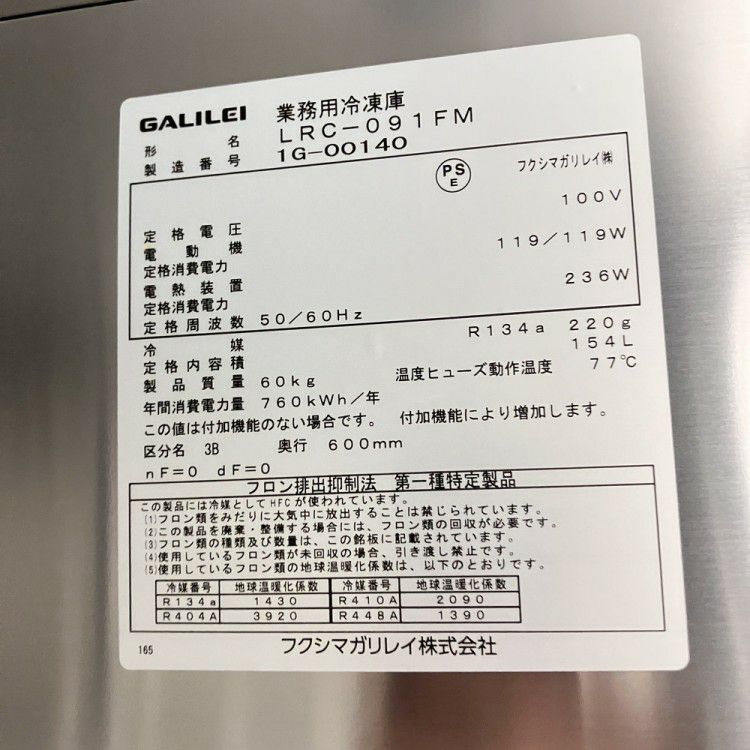 GALILEI 業務用冷凍庫
形名 LRC-091FM
製造番号 1G-00140
PS E フクシマガリレイ㈱
定格電圧 100V
電動機
定格消費電力 119/119W
電熱装置
定格消費電力 236W
定格周波数 50/60Hz
冷媒 R134a 220g
定格内容積 154L
製品質量 60kg 温度ヒューズ動作温度 77℃
年間消費電力量 760kWh/年
この値は付加機能のない場合です。 付加機能により増加します。
区分名 3B 奥行 600mm
nF=0 dF=0
フロン排出抑制法 第一種特定製品
この製品には冷媒としてHFCが使われています。
(1)フロン類をみだりに大気中に放出することは禁じられています。
(2)この製品を廃棄・整備する場合には、フロン類の回収が必要です。
(3)フロン類の種類及び数量は、この銘板に記載されています。
(4)使用しているフロン類が未回収の場合、引き渡し禁止です。
(5)使用しているフロン類の地球温暖化係数は、以下のとおりです。
冷媒番号 地球温暖化係数 冷媒番号 地球温暖化係数
R134a 1430 R410A 2090
R404A 3920 R448A 1390
165 フクシマガリレイ株式会社